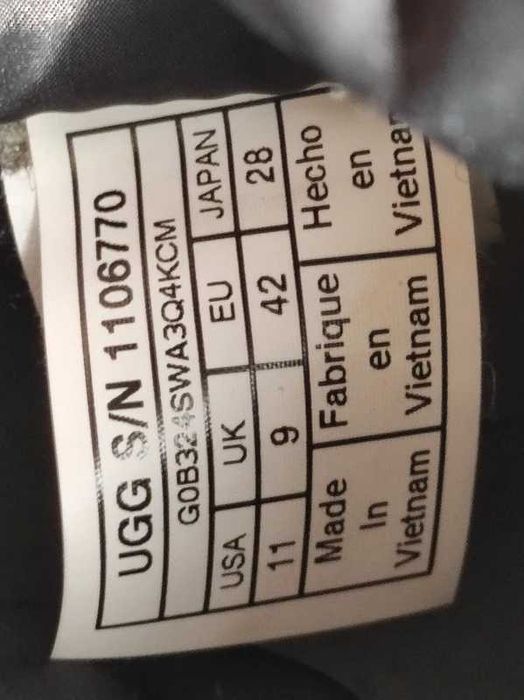 UGG S/N 1106770
G0B324SWA3Q4KCM
USA UK EU JAPAN
11 9 42 28
Made Fabrique Hecho
In en en
Vietnam Vietnam